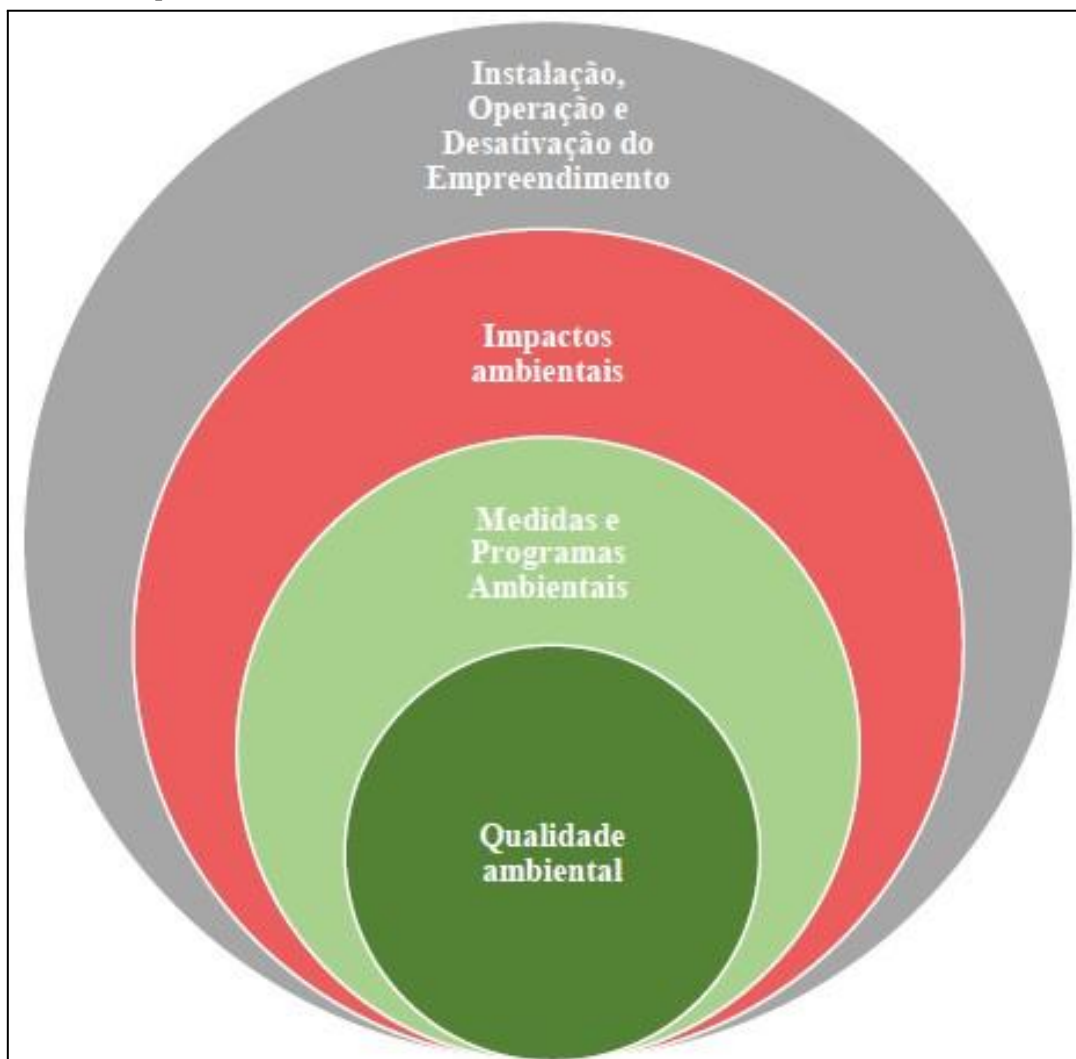 Instalação,
Operação e
Desativação do
Empreendimento
Impactos
ambientais
Medidas e
Programas
Ambientais
Qualidade
ambiental